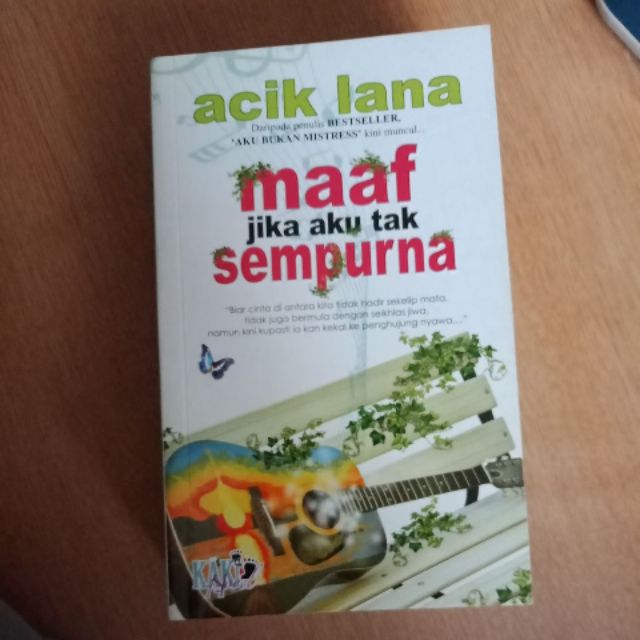 acik lana
Daripada penulis BESTSELLER,
'AKU BUKAN MISTRESS' kini muncul...
maaf
jika aku tak
sempurna
"Biar cinta di antara kita tidak hadir sekelip mata,
tidak juga bermula dengan seikhlas jiwa,
namun kini kupasti ia kan kekal ke penghujung nyawa...."
KAKI